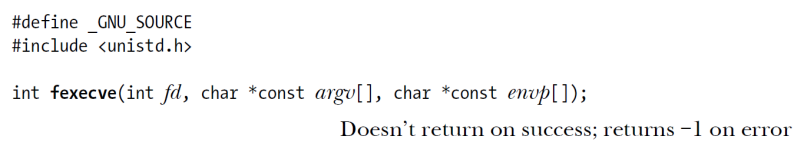 #define _GNU_SOURCE
#include <unistd.h>
int fexecve(int fd, char *const argv[], char *const envp[]);
Doesn’t return on success; returns −1 on error